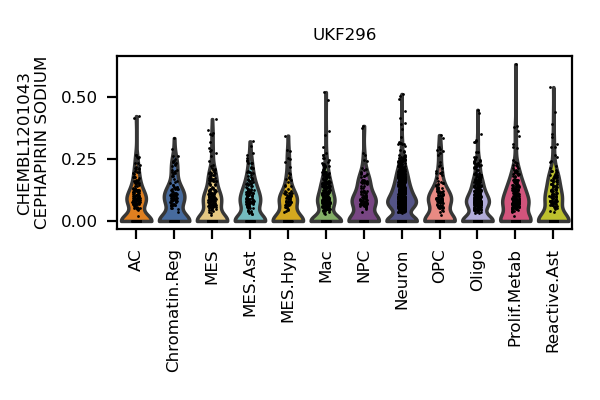 UKF296
CHEMBL1201043
CEPHAPIRIN SODIUM
0.50
0.25
0.00
AC
Chromatin.Reg
MES
MES.Ast
MES.Hyp
Mac
NPC
Neuron
OPC
Oligo
Prolif.Metab
Reactive.Ast